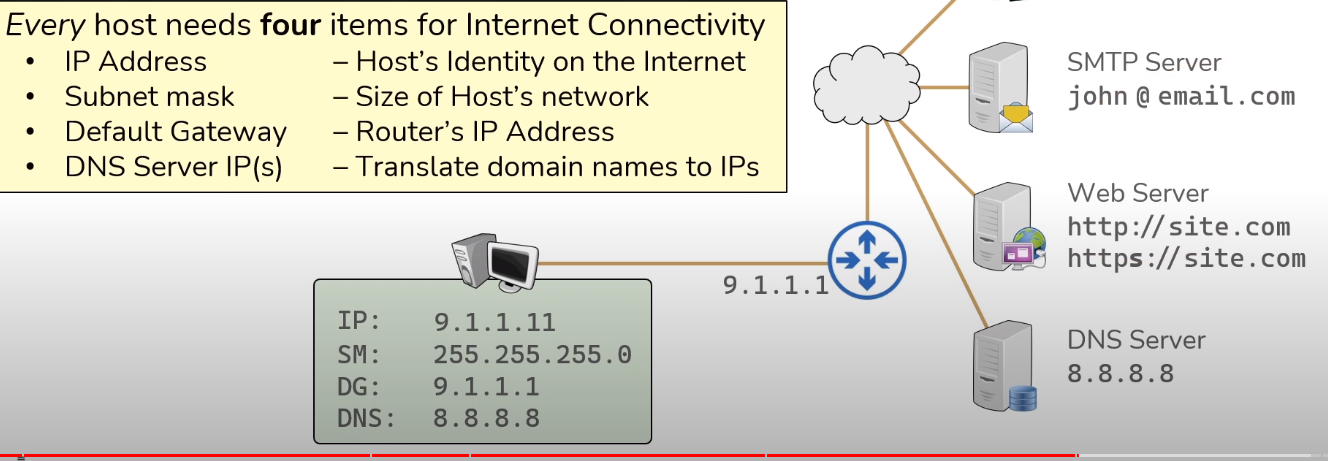 Every host needs four items for Internet Connectivity
• IP Address – Host's Identity on the Internet
• Subnet mask – Size of Host's network
• Default Gateway – Router's IP Address
• DNS Server IP(s) – Translate domain names to IPs
SMTP Server
john@email.com
Web Server
http://site.com
https://site.com
9.1.1.1
IP: 9.1.1.11
SM: 255.255.255.0
DG: 9.1.1.1
DNS: 8.8.8.8
DNS Server
8.8.8.8